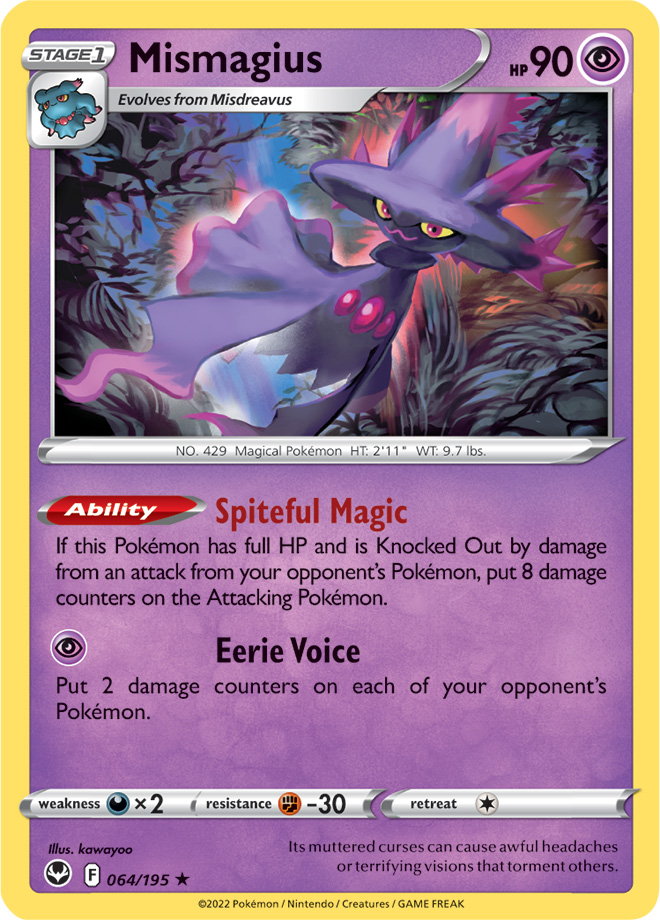 STAGE 1
Mismagius
HP 90
Evolves from Misdreavus
NO. 429 Magical Pokémon HT: 2'11" WT: 9.7 lbs.
Ability Spiteful Magic
If this Pokémon has full HP and is Knocked Out by damage
from an attack from your opponent's Pokémon, put 8 damage
counters on the Attacking Pokémon.
Eerie Voice
Put 2 damage counters on each of your opponent's
Pokémon.
weakness ×2 resistance -30 retreat
Illus. kawayoo
F 064/195 ★
Its muttered curses can cause awful headaches
or terrifying visions that torment others.
©2022 Pokémon / Nintendo / Creatures / GAME FREAK